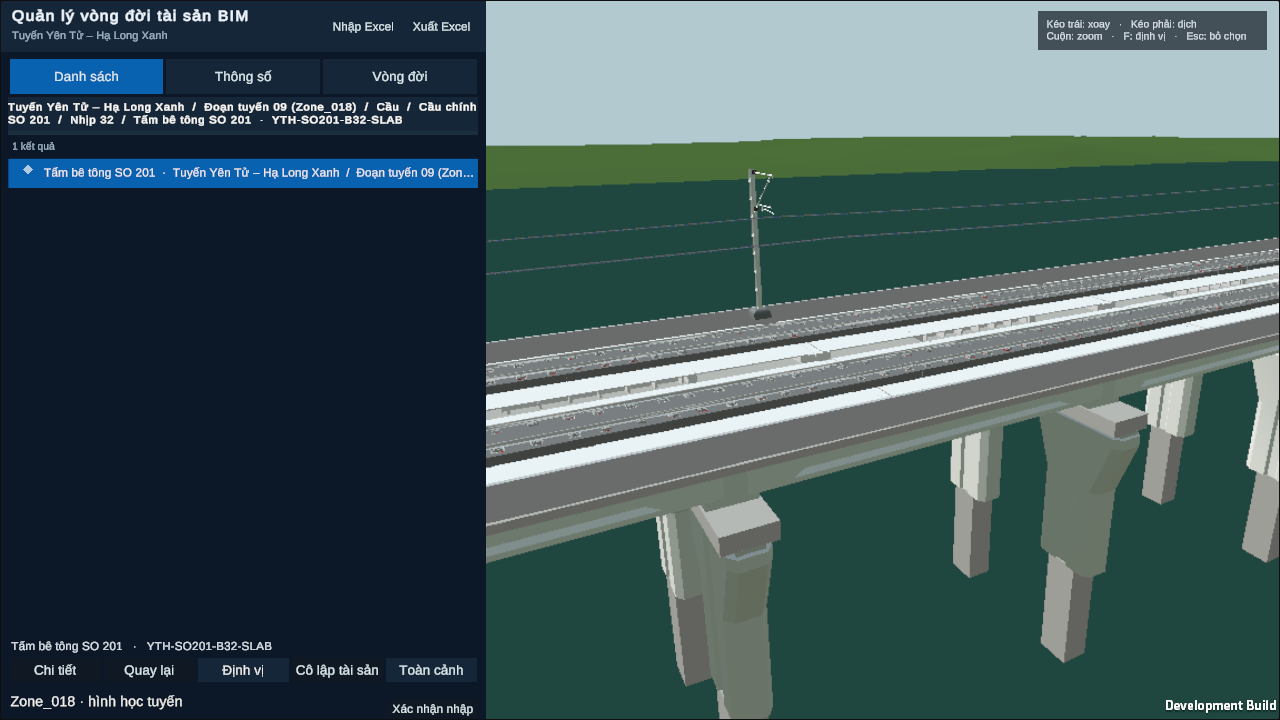 Quản lý vòng đời tài sản BIM
Tuyến Yên Tử – Hạ Long Xanh
Nhập Excel
Xuất Excel
Danh sách
Thông số
Vòng đời
Tuyến Yên Tử – Hạ Long Xanh / Đoạn tuyến 09 (Zone_018) / Cầu / Cầu chính
SO 201 / Nhịp 32 / Tấm bê tông SO 201 · YTH-SO201-B32-SLAB
1 kết quả
Tấm bê tông SO 201 · Tuyến Yên Tử – Hạ Long Xanh / Đoạn tuyến 09 (Zon...
Kéo trái: xoay · Kéo phải: dịch
Cuộn: zoom · F: định vị · Esc: bỏ chọn
Tấm bê tông SO 201 · YTH-SO201-B32-SLAB
Chi tiết
Quay lại
Định vị
Cô lập tài sản
Toàn cảnh
Zone_018 · hình học tuyến
Xác nhận nhập
Development Build